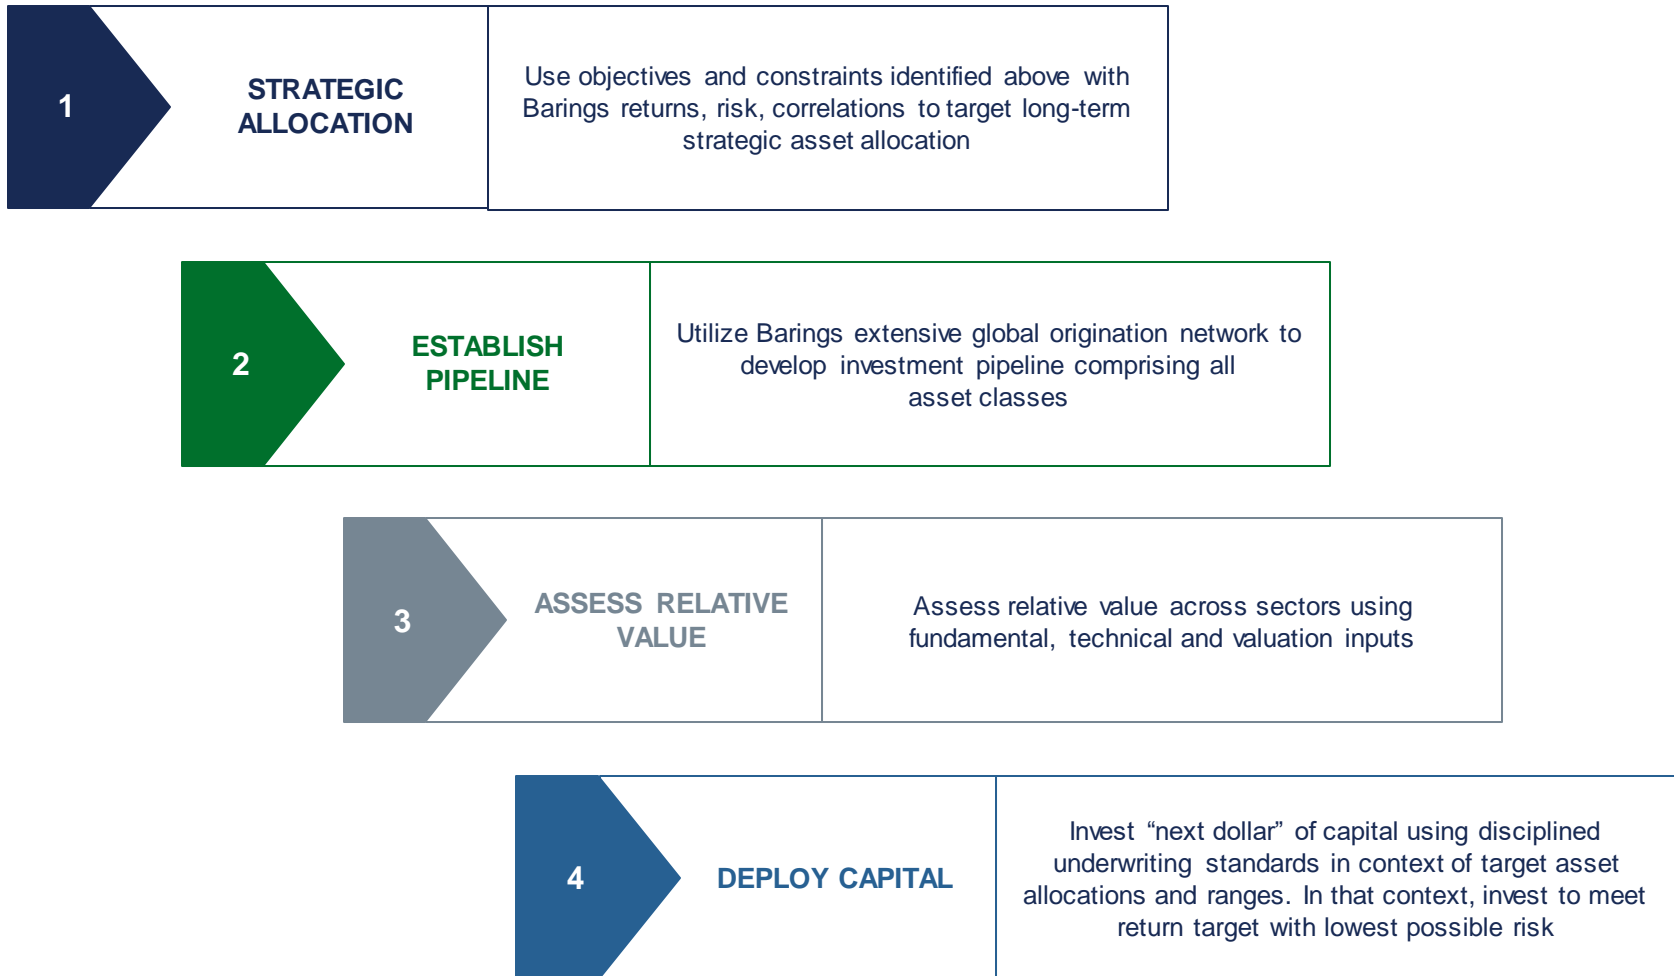 1
STRATEGIC
ALLOCATION
Use objectives and constraints identified above with
Barings returns, risk, correlations to target long-term
strategic asset allocation
2
ESTABLISH
PIPELINE
Utilize Barings extensive global origination network to
develop investment pipeline comprising all
asset classes
3
ASSESS RELATIVE
VALUE
Assess relative value across sectors using
fundamental, technical and valuation inputs
4
DEPLOY CAPITAL
Invest “next dollar” of capital using disciplined
underwriting standards in context of target asset
allocations and ranges. In that context, invest to meet
return target with lowest possible risk